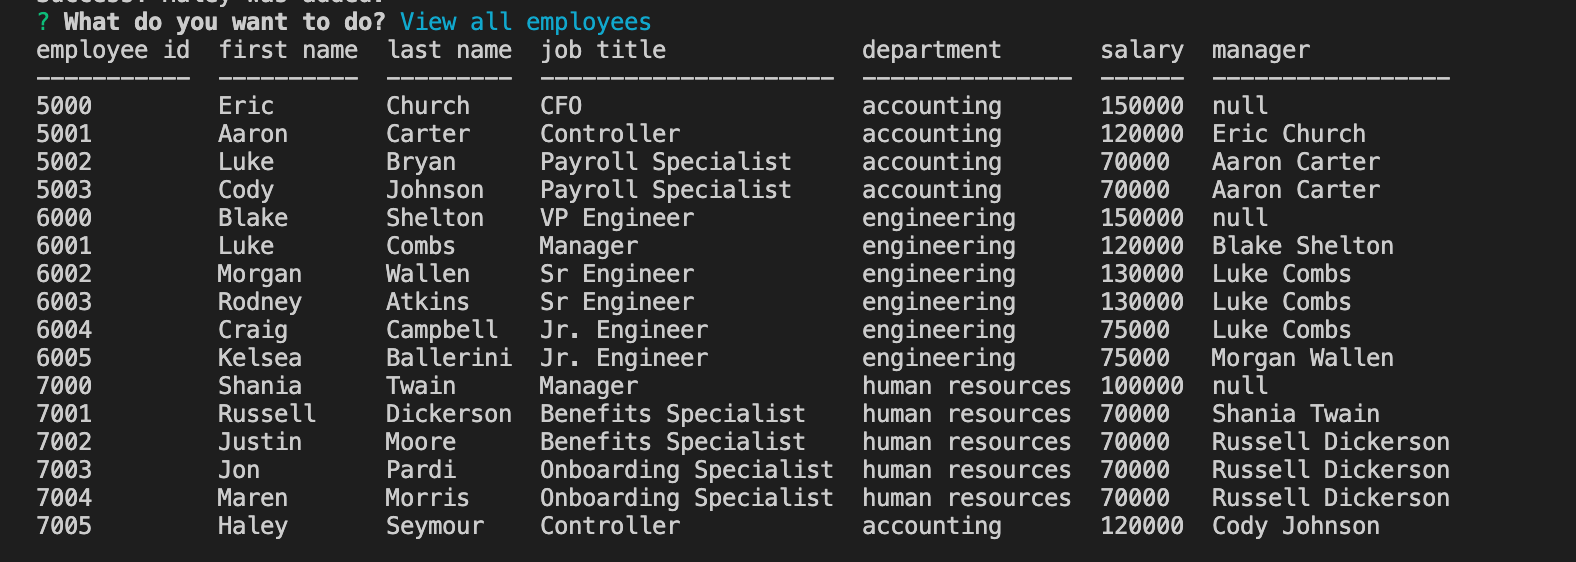 Success! Haley was added!
? What do you want to do? View all employees
employee id  first name  last name  job title              department       salary  manager
-----------  ----------  ---------  ---------------------  ---------------  ------  -----------------
5000         Eric        Church     CFO                    accounting       150000  null
5001         Aaron       Carter     Controller             accounting       120000  Eric Church
5002         Luke        Bryan      Payroll Specialist     accounting       70000   Aaron Carter
5003         Cody        Johnson    Payroll Specialist     accounting       70000   Aaron Carter
6000         Blake       Shelton    VP Engineer            engineering      150000  null
6001         Luke        Combs      Manager                engineering      120000  Blake Shelton
6002         Morgan      Wallen     Sr Engineer            engineering      130000  Luke Combs
6003         Rodney      Atkins     Sr Engineer            engineering      130000  Luke Combs
6004         Craig       Campbell   Jr. Engineer           engineering      75000   Luke Combs
6005         Kelsea      Ballerini  Jr. Engineer           engineering      75000   Morgan Wallen
7000         Shania      Twain      Manager                human resources  100000  null
7001         Russell     Dickerson  Benefits Specialist    human resources  70000   Shania Twain
7002         Justin      Moore      Benefits Specialist    human resources  70000   Russell Dickerson
7003         Jon         Pardi      Onboarding Specialist  human resources  70000   Russell Dickerson
7004         Maren       Morris     Onboarding Specialist  human resources  70000   Russell Dickerson
7005         Haley       Seymour    Controller             accounting       120000  Cody Johnson